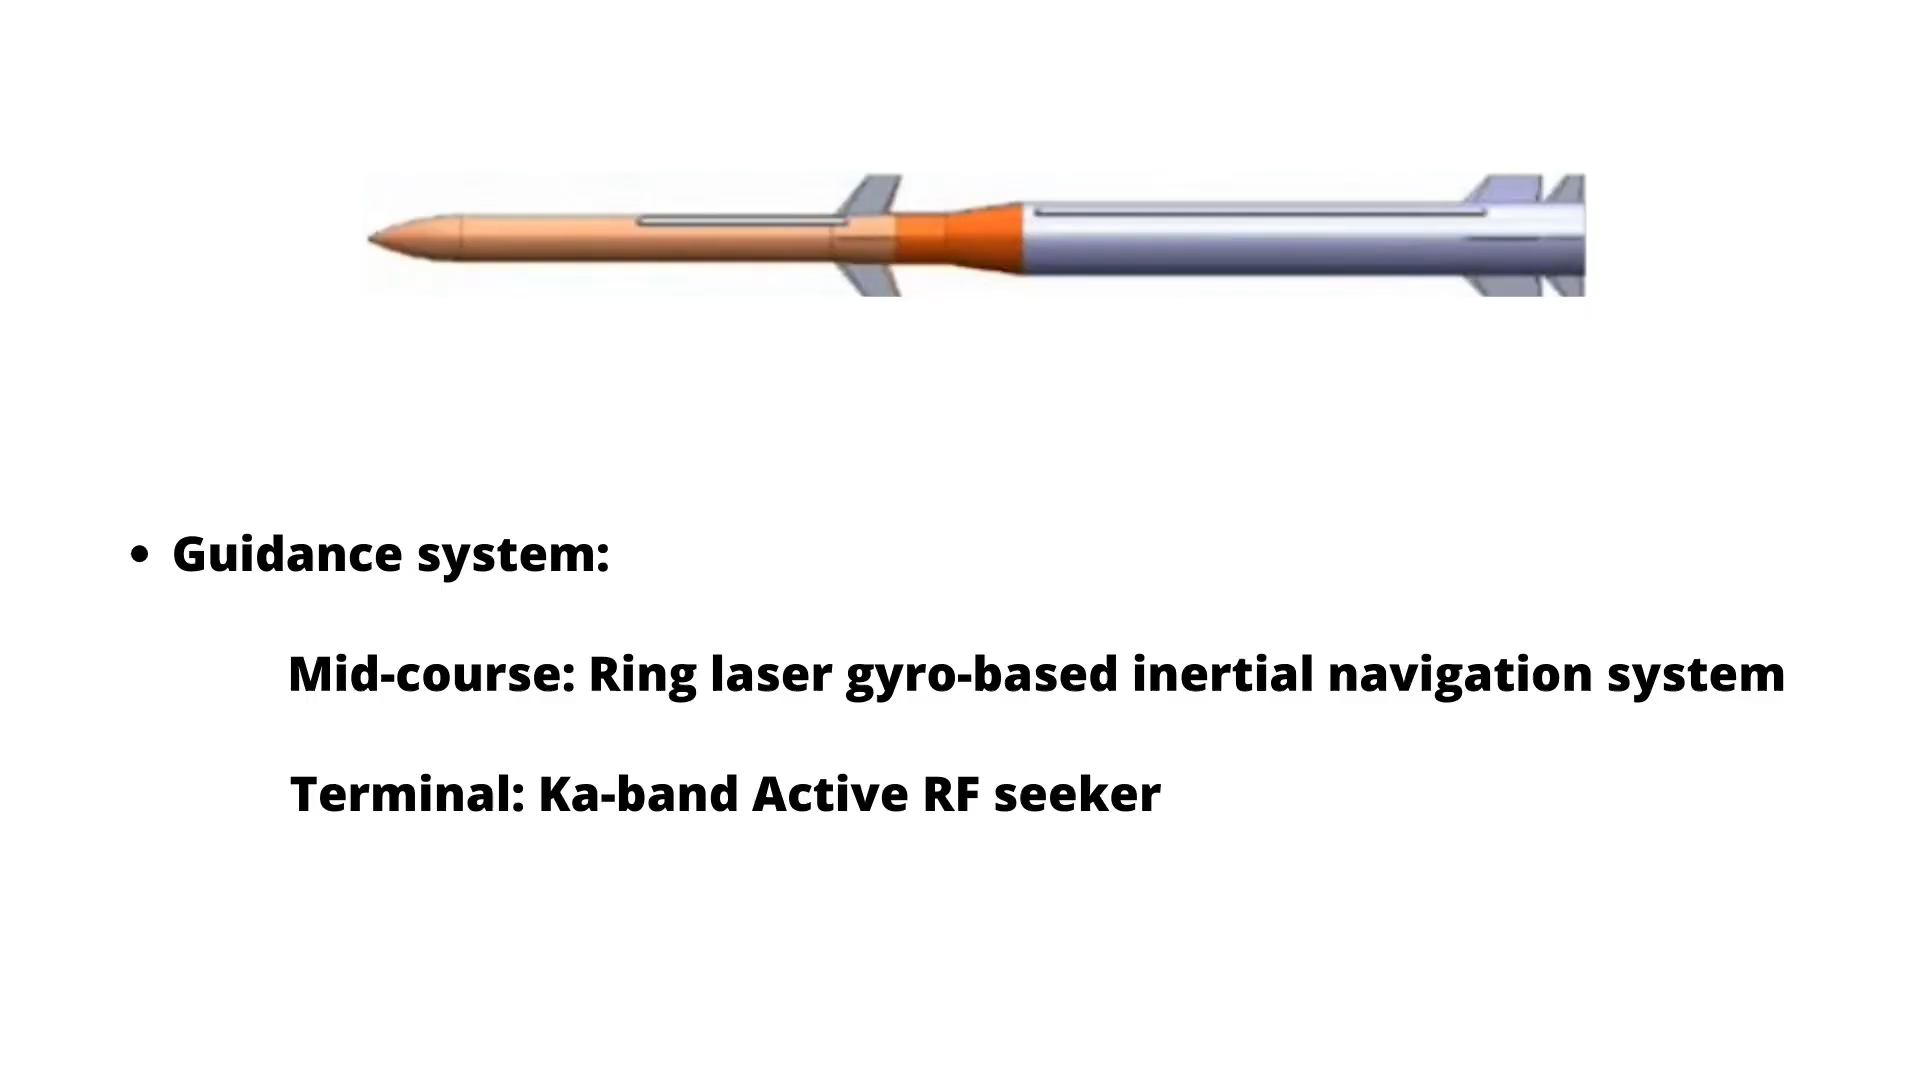 • Guidance system:
Mid-course: Ring laser gyro-based inertial navigation system
Terminal: Ka-band Active RF seeker